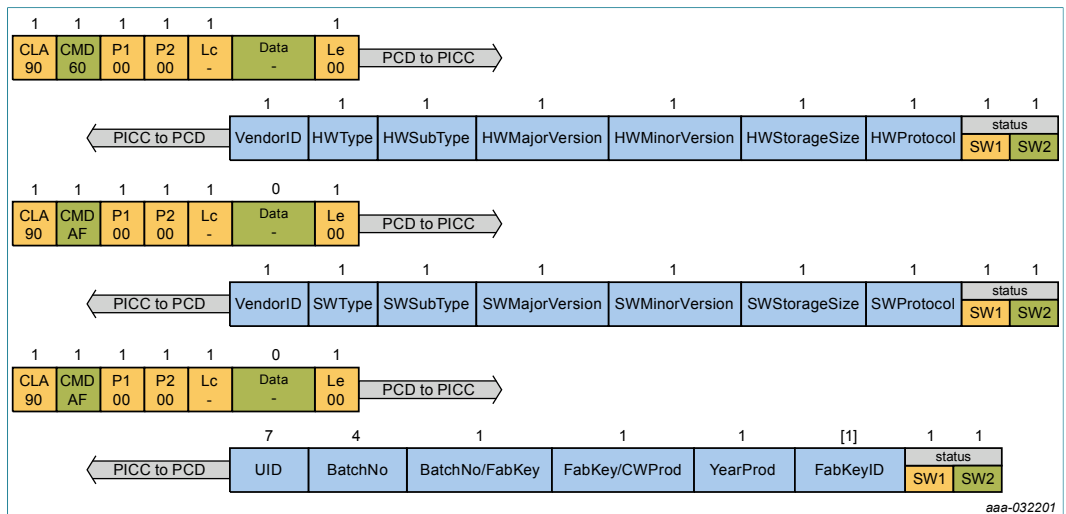 1 1 1 1 1 1
CLA CMD P1 P2 Lc Data Le
90 60 00 00 - - 00
PCD to PICC
1 1 1 1 1 1 1 1 1
PICC to PCD
VendorID HWType HWSubType HWMajorVersion HWMinorVersion HWStorageSize HWProtocol
status
SW1 SW2
1 1 1 1 1 0 1
CLA CMD P1 P2 Lc Data Le
90 AF 00 00 - - 00
PCD to PICC
1 1 1 1 1 1 1 1 1
PICC to PCD
VendorID SWType SWSubType SWMajorVersion SWMinorVersion SWStorageSize SWProtocol
status
SW1 SW2
1 1 1 1 1 0 1
CLA CMD P1 P2 Lc Data Le
90 AF 00 00 - - 00
PCD to PICC
7 4 1 1 1 [1] 1 1
PICC to PCD
UID BatchNo BatchNo/FabKey FabKey/CWProd YearProd FabKeyID
status
SW1 SW2
aaa-032201